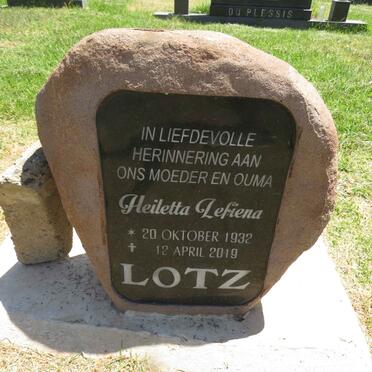 DU PLESSIS
IN LIEFDEVOLLE
HERINNERING AAN
ONS MOEDER EN OUMA
Heiletta Lefiena
* 20 OKTOBER 1932
✝ 12 APRIL 2019
LOTZ